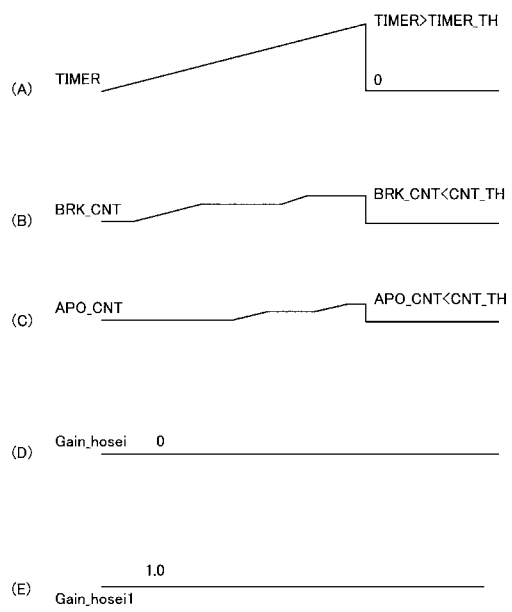 TIMER>TIMER_TH
(A) TIMER 0
BRK_CNT<CNT_TH
(B) BRK_CNT
APO_CNT<CNT_TH
(C) APO_CNT
(D) Gain_hosei 0
1.0
(E) Gain_hosei1